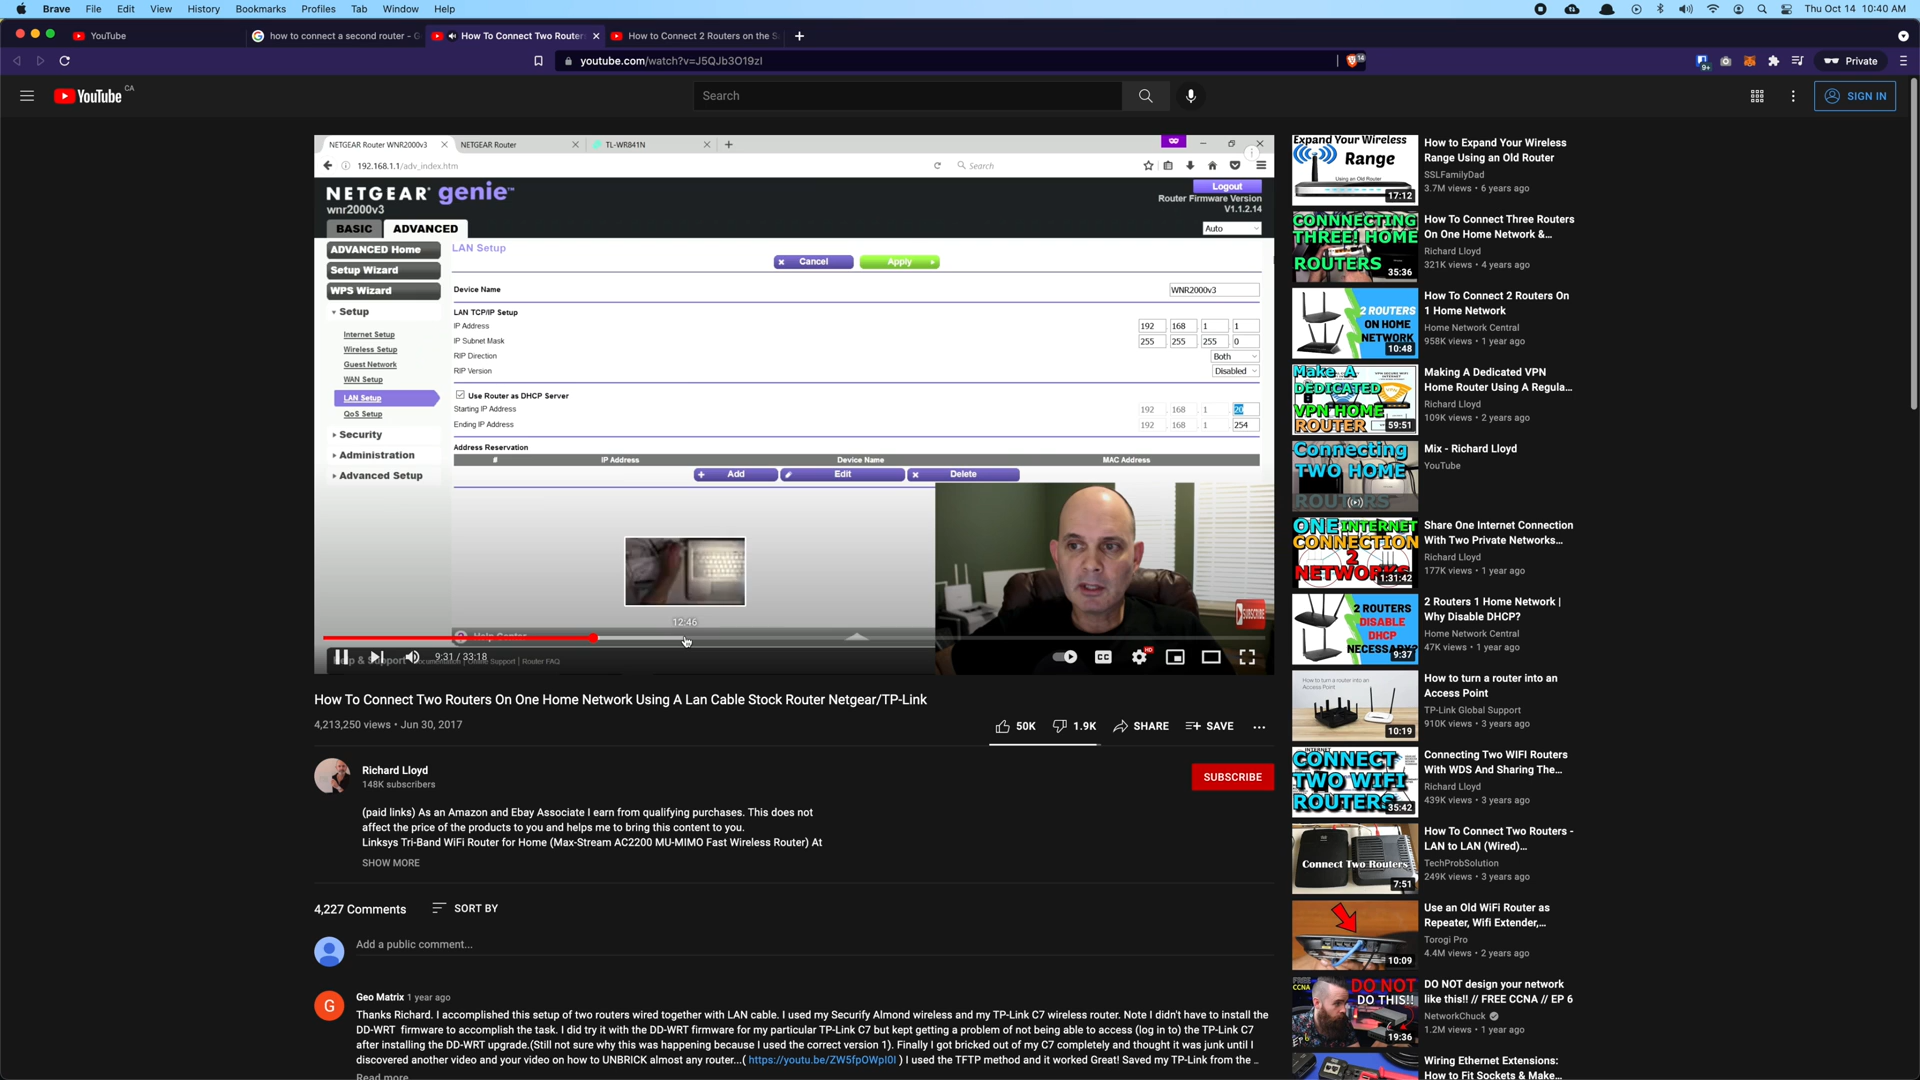 Brave File Edit View History Bookmarks Profiles Tab Window Help
Thu Oct 14 10:40 AM
YouTube
how to connect a second router - G
How To Connect Two Router
How to Connect 2 Routers on the S
youtube.com/watch?v=J5QJb3O19zI
14
9+
Private
YouTube CA
Search
SIGN IN
NETGEAR Router WNR2000v3
NETGEAR Router
TL-WR841N
192.168.1.1/adv_index.htm
Search
NETGEAR genie
wnr2000v3
Logout
Router Firmware Version
V1.1.2.14
BASIC
ADVANCED
Auto
ADVANCED Home
Setup Wizard
WPS Wizard
Setup
Internet Setup
Wireless Setup
Guest Network
WAN Setup
LAN Setup
QoS Setup
Security
Administration
Advanced Setup
LAN Setup
Cancel
Apply
Device Name
WNR2000v3
LAN TCP/IP Setup
IP Address
192 168 1 1
IP Subnet Mask
255 255 255 0
RIP Direction
Both
RIP Version
Disabled
Use Router as DHCP Server
Starting IP Address
192 168 1 20
Ending IP Address
192 168 1 254
Address Reservation
# IP Address Device Name MAC Address
Add Edit Delete
SUBSCRIBE
12:46
Help Center
9:31 / 33:18
Support | Router FAQ
CC
HD
How To Connect Two Routers On One Home Network Using A Lan Cable Stock Router Netgear/TP-Link
4,213,250 views • Jun 30, 2017
50K
1.9K
SHARE
SAVE
Richard Lloyd
148K subscribers
SUBSCRIBE
(paid links) As an Amazon and Ebay Associate I earn from qualifying purchases. This does not
affect the price of the products to you and helps me to bring this content to you.
Linksys Tri-Band WiFi Router for Home (Max-Stream AC2200 MU-MIMO Fast Wireless Router) At
SHOW MORE
4,227 Comments
SORT BY
Add a public comment...
G
Geo Matrix 1 year ago
Thanks Richard. I accomplished this setup of two routers wired together with LAN cable. I used my Securify Almond wireless and my TP-Link C7 wireless router. Note I didn't have to install the
DD-WRT firmware to accomplish the task. I did try it with the DD-WRT firmware for my particular TP-Link C7 but kept getting a problem of not being able to access (log in to) the TP-Link C7
after installing the DD-WRT upgrade.(Still not sure why this was happening because I used the correct version 1). Finally I got bricked out of my C7 completely and thought it was junk until I
discovered another video and your video on how to UNBRICK almost any router...( https://youtu.be/ZW5fpOWpI0I ) I used the TFTP method and it worked Great! Saved my TP-Link from the ..
Read more
Expand Your Wireless
Range
Using an Old Router
17:12
How to Expand Your Wireless
Range Using an Old Router
SSLFamilyDad
3.7M views • 6 years ago
CONNNECTING
THREE! HOME
ROUTERS
35:36
How To Connect Three Routers
On One Home Network &...
Richard Lloyd
321K views • 4 years ago
2 ROUTERS
ON HOME
NETWORK
10:48
How To Connect 2 Routers On
1 Home Network
Home Network Central
958K views • 1 year ago
Make A
DEDICATED
VPN HOME
ROUTER
59:51
Making A Dedicated VPN
Home Router Using A Regula...
Richard Lloyd
109K views • 2 years ago
Connecting
TWO HOME
ROUTERS
Mix - Richard Lloyd
YouTube
ONE INTERNET
CONNECTION
2
NETWORKS
1:31:42
Share One Internet Connection
With Two Private Networks...
Richard Lloyd
177K views • 1 year ago
2 ROUTERS
DISABLE
DHCP
NECESSARY
9:37
2 Routers 1 Home Network |
Why Disable DHCP?
Home Network Central
47K views • 1 year ago
How to turn a router into an
Access Point
10:19
How to turn a router into an
Access Point
TP-Link Global Support
910K views • 3 years ago
INTERNET
CONNECT
TWO WIFI
ROUTERS
35:42
Connecting Two WIFI Routers
With WDS And Sharing The...
Richard Lloyd
439K views • 3 years ago
Connect Two Routers
7:51
How To Connect Two Routers -
LAN to LAN (Wired)...
TechProbSolution
249K views • 3 years ago
10:09
Use an Old WiFi Router as
Repeater, Wifi Extender,...
Torogi Pro
4.4M views • 2 years ago
FREE
CCNA
DO NOT
DO THIS!!
19:36
DO NOT design your network
like this!! // FREE CCNA // EP 6
NetworkChuck
1.2M views • 1 year ago
Wiring Ethernet Extensions:
How to Fit Sockets & Make...